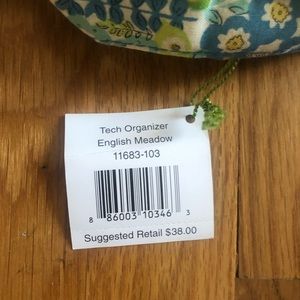 Tech Organizer
English Meadow
11683-103
8 86003 10346 3
Suggested Retail $38.00